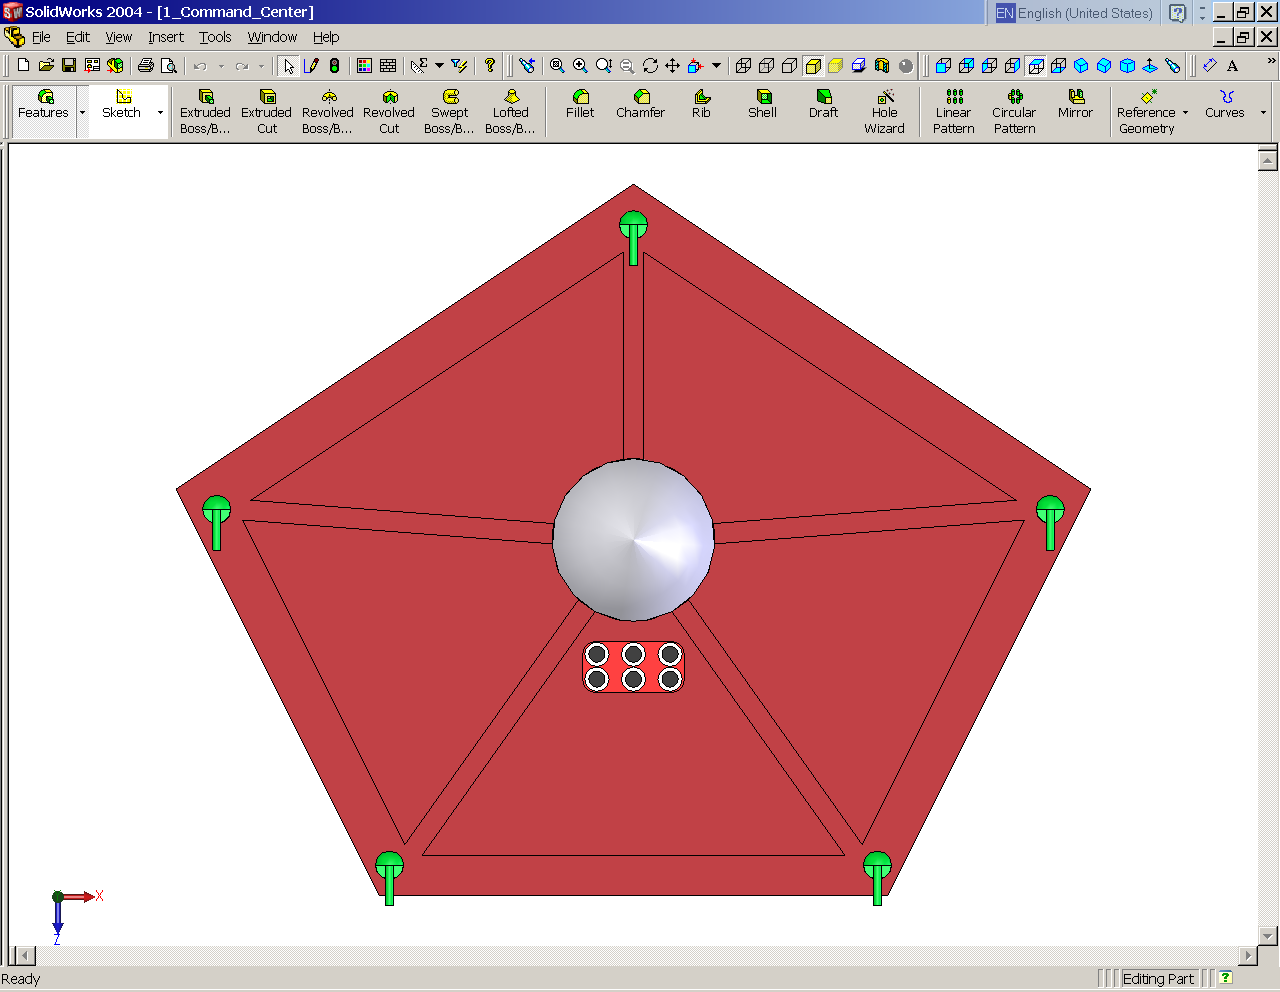 SolidWorks 2004 - [1_Command_Center]
EN English (United States)
File Edit View Insert Tools Window Help
A
Features Sketch Extruded Boss/B... Extruded Cut Revolved Boss/B... Revolved Cut Swept Boss/B... Lofted Boss/B... Fillet Chamfer Rib Shell Draft Hole Wizard Linear Pattern Circular Pattern Mirror Reference Geometry Curves
X
Z
Ready
Editing Part